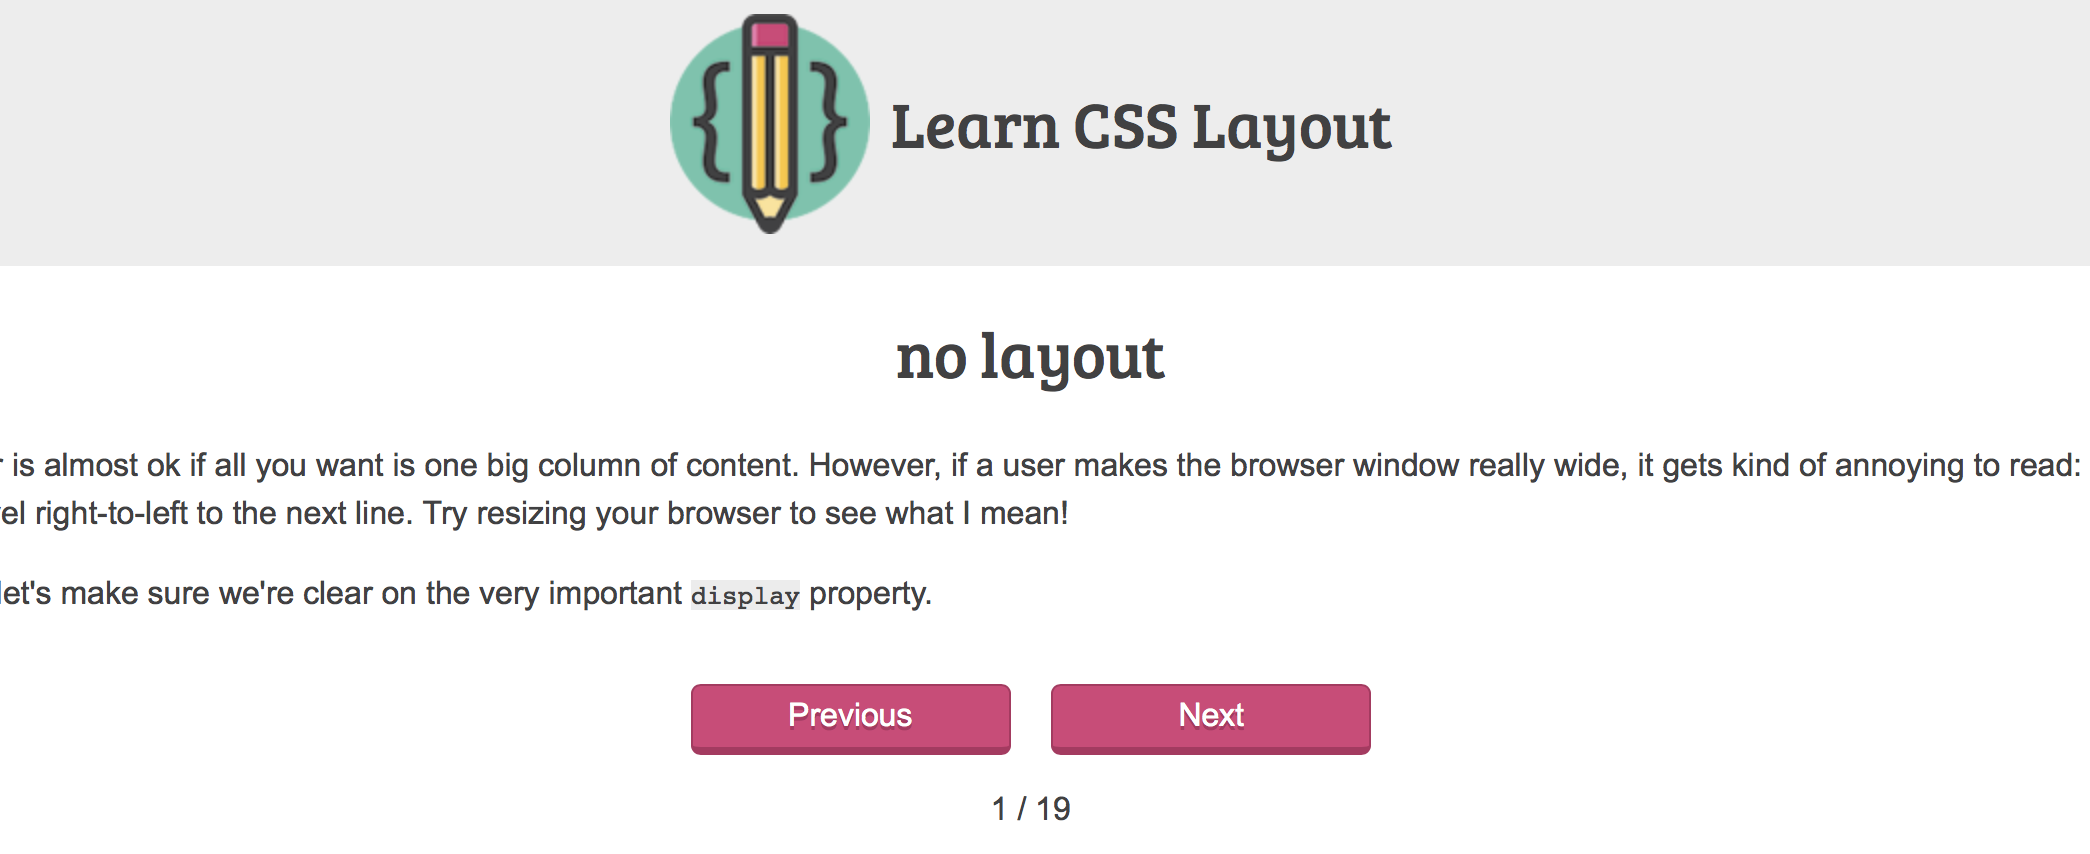 Learn CSS Layout
no layout
is almost ok if all you want is one big column of content. However, if a user makes the browser window really wide, it gets kind of annoying to read:
right-to-left to the next line. Try resizing your browser to see what I mean!
let's make sure we're clear on the very important display property.
Previous
Next
1 / 19